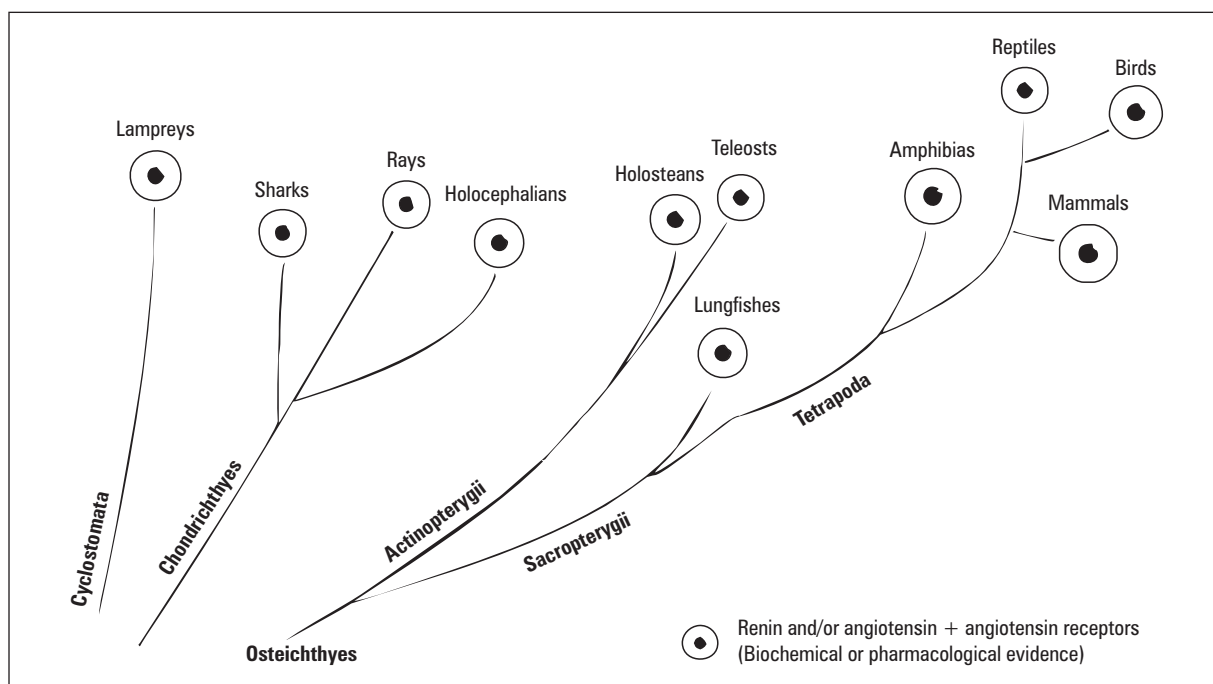 Reptiles
Birds
Lampreys
Teleosts
Amphibias
Rays
Holosteans
Sharks
Holocephalians
Mammals
Lungfishes
Tetrapoda
Actinopterygii
Chondrichthyes
Sacropterygii
Cyclostomata
Osteichthyes
Renin and/or angiotensin + angiotensin receptors
(Biochemical or pharmacological evidence)